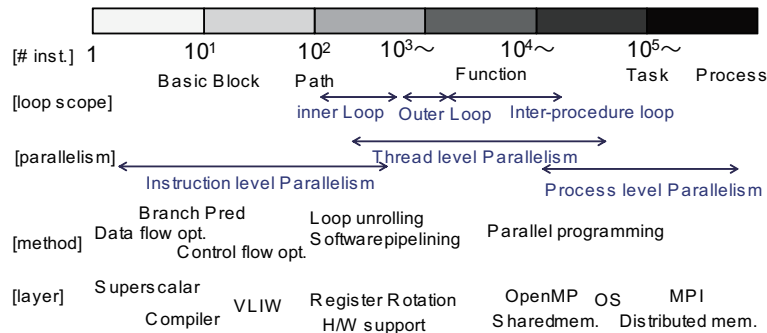 [# inst.] 1 10¹ 10² 10³～ 10⁴～ 10⁵～
Basic Block Path Function Task Process
[loop scope] inner Loop Outer Loop Inter-procedure loop
[parallelism] Thread level Parallelism
Instruction level Parallelism Process level Parallelism
Branch Pred Loop unrolling
[method] Data flow opt. Softwarepipelining Parallel programming
Control flow opt.
[layer] Superscalar VLIW Register Rotation OpenMP OS MPI
Compiler H/W support Sharedmem. Distributed mem.